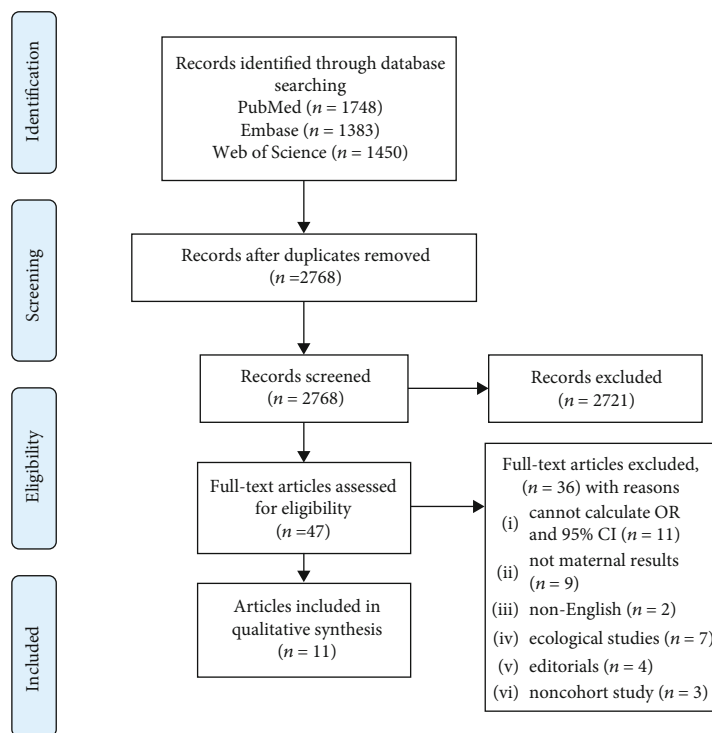 Identification
Records identified through database
searching
PubMed (n = 1748)
Embase (n = 1383)
Web of Science (n = 1450)
Screening
Records after duplicates removed
(n =2768)
Records screened
(n = 2768)
Records excluded
(n = 2721)
Eligibility
Full-text articles assessed
for eligibility
(n =47)
Full-text articles excluded,
(n = 36) with reasons
(i) cannot calculate OR
and 95% CI (n = 11)
(ii) not maternal results
(n = 9)
(iii) non-English (n = 2)
(iv) ecological studies (n = 7)
(v) editorials (n = 4)
(vi) noncohort study (n = 3)
Included
Articles included in
qualitative synthesis
(n = 11)